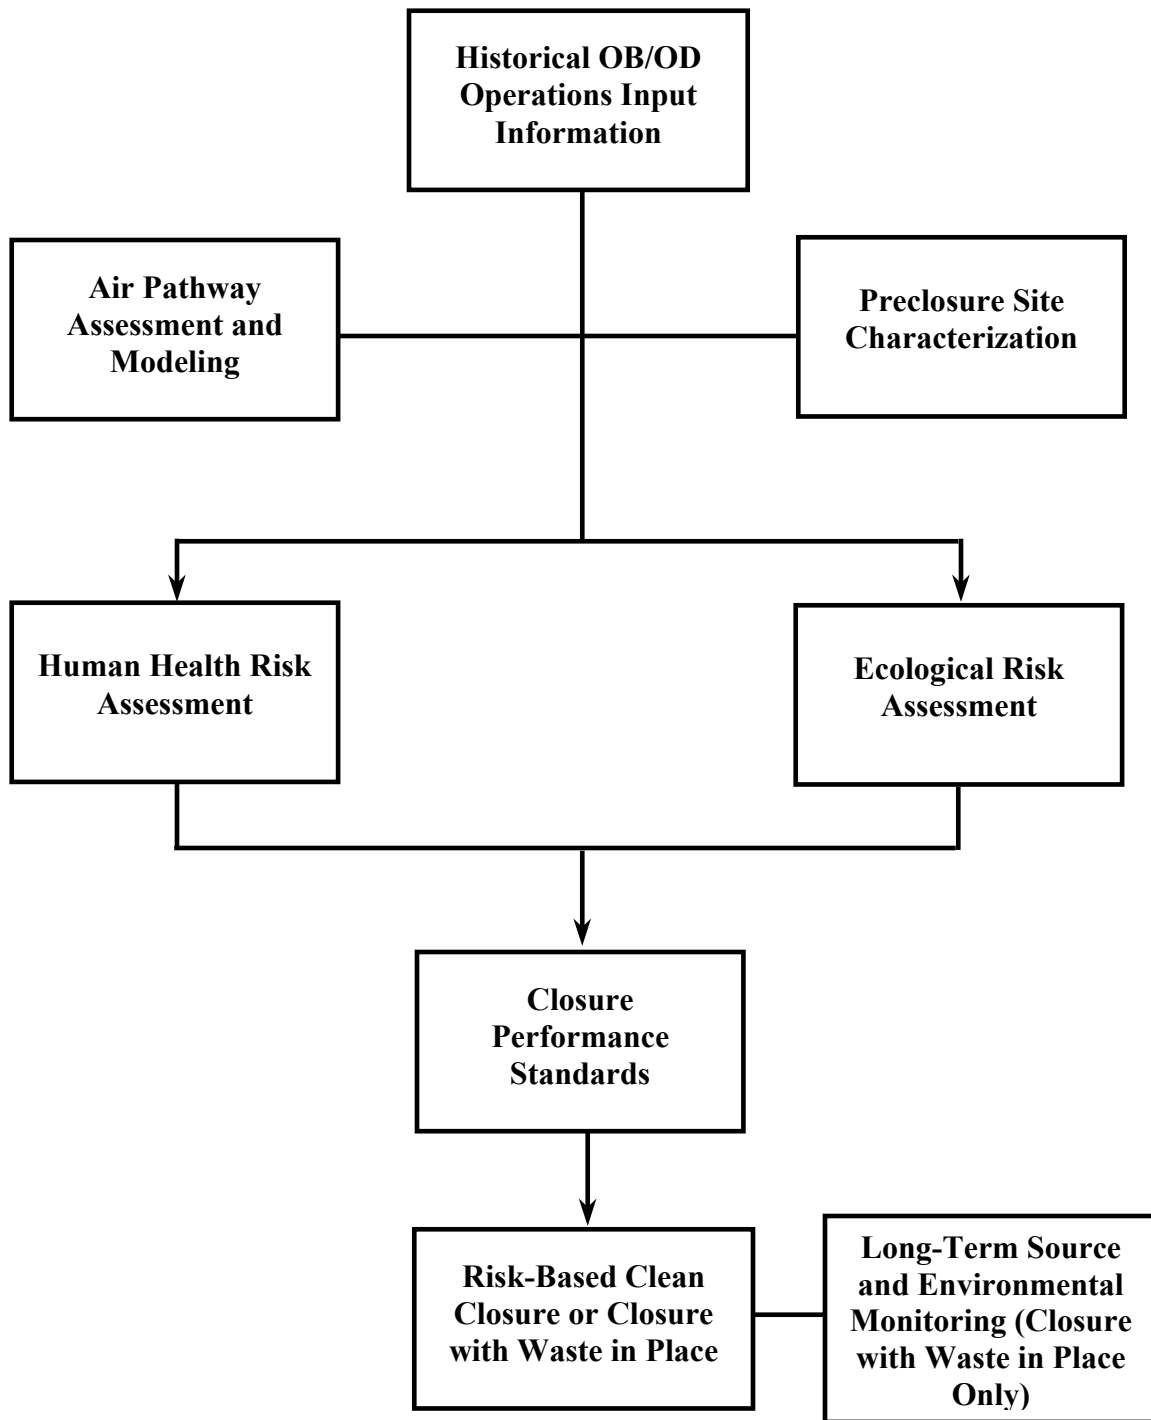 Historical OB/OD
Operations Input
Information
Air Pathway
Assessment and
Modeling
Preclosure Site
Characterization
Human Health Risk
Assessment
Ecological Risk
Assessment
Closure
Performance
Standards
Risk-Based Clean
Closure or Closure
with Waste in Place
Long-Term Source
and Environmental
Monitoring (Closure
with Waste in Place
Only)